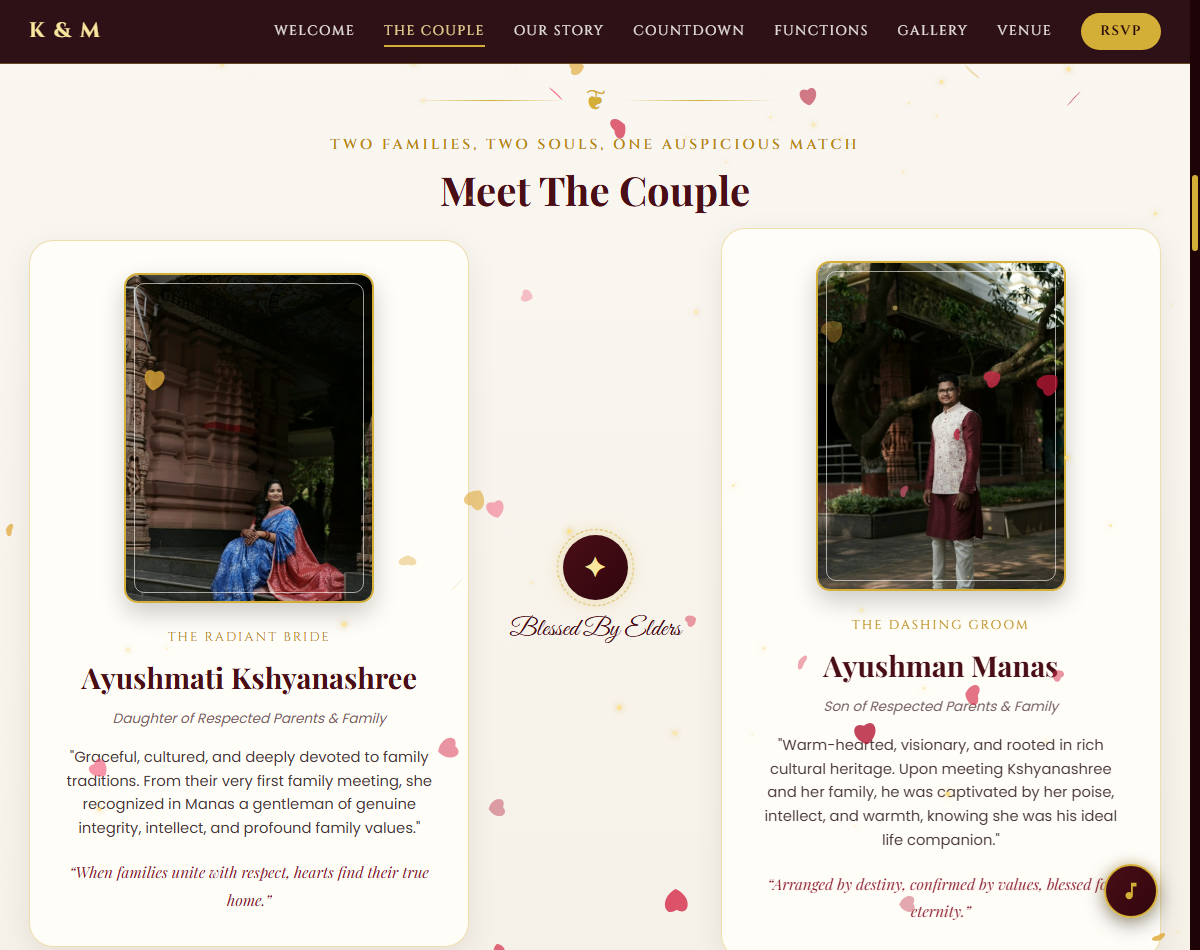 K & M
WELCOME
THE COUPLE
OUR STORY
COUNTDOWN
FUNCTIONS
GALLERY
VENUE
RSVP
TWO FAMILIES, TWO SOULS, ONE AUSPICIOUS MATCH
Meet The Couple
THE RADIANT BRIDE
Ayushmati Kshyanashree
Daughter of Respected Parents & Family
"Graceful, cultured, and deeply devoted to family
traditions. From their very first family meeting, she
recognized in Manas a gentleman of genuine
integrity, intellect, and profound family values."
“When families unite with respect, hearts find their true
home.”
Blessed By Elders
THE DASHING GROOM
Ayushman Manas
Son of Respected Parents & Family
"Warm-hearted, visionary, and rooted in rich
cultural heritage. Upon meeting Kshyanashree
and her family, he was captivated by her poise,
intellect, and warmth, knowing she was his ideal
life companion."
“Arranged by destiny, confirmed by values, blessed
eternity.”